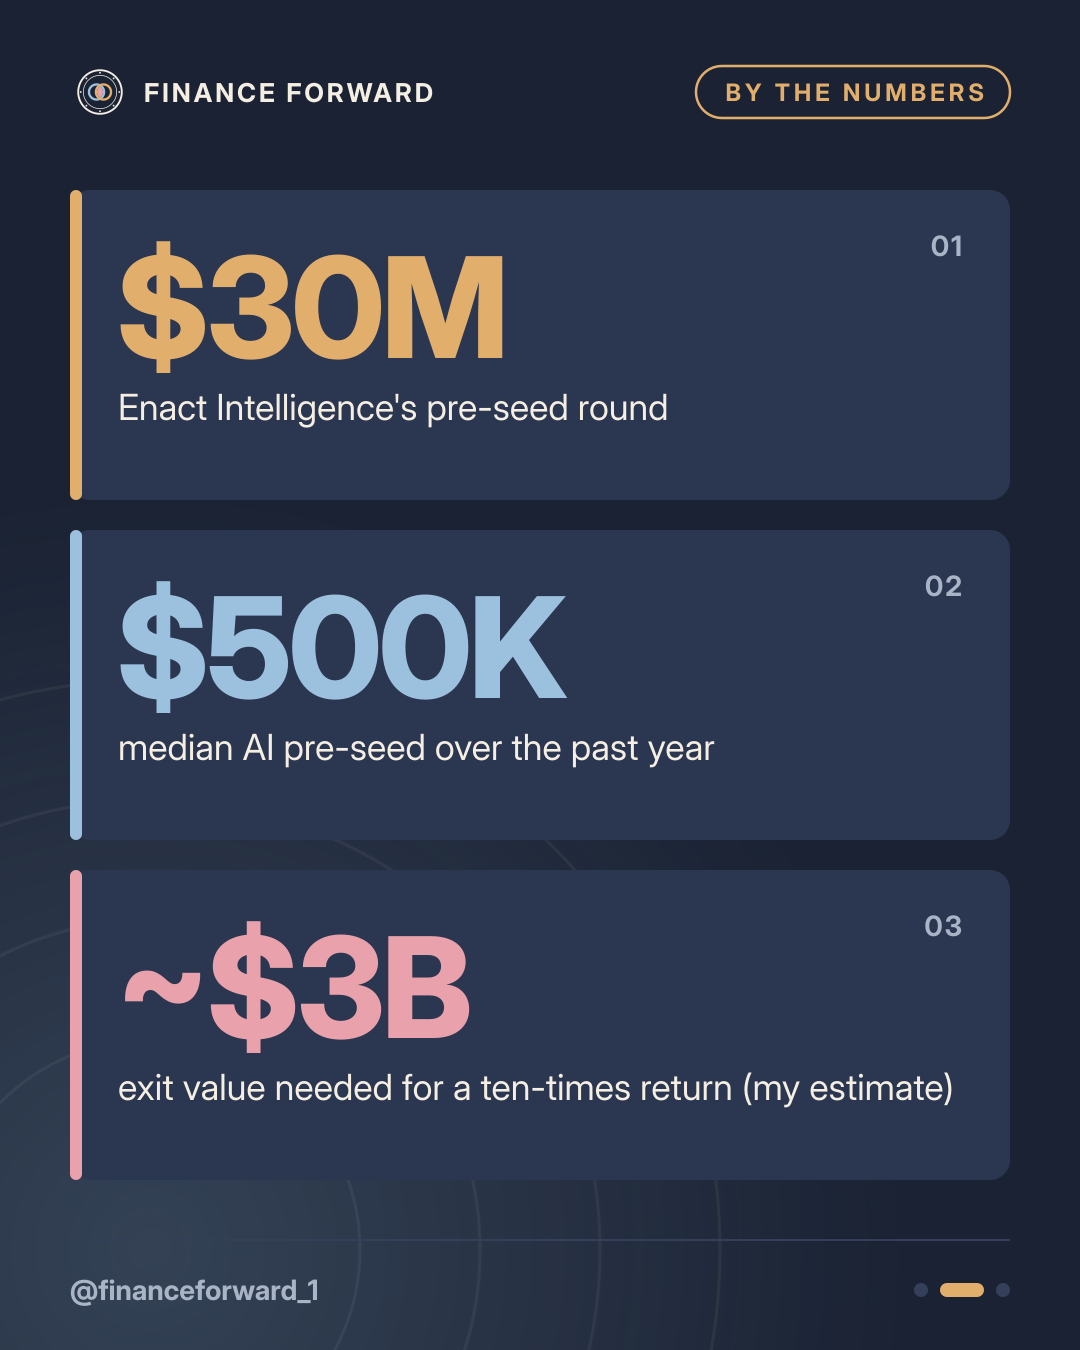 FINANCE FORWARD
BY THE NUMBERS
01
$30M
Enact Intelligence's pre-seed round
02
$500K
median AI pre-seed over the past year
03
~$3B
exit value needed for a ten-times return (my estimate)
@financeforward_1